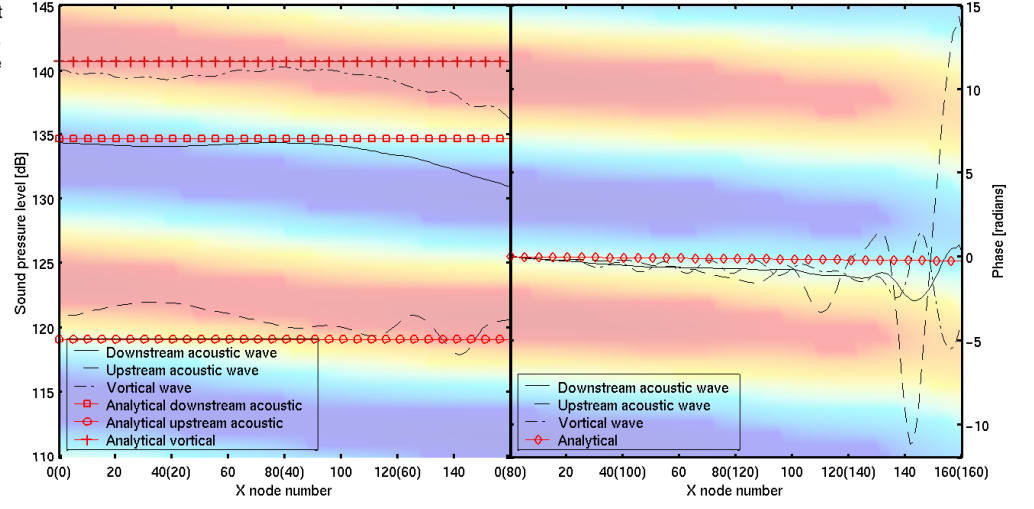 t
e
145
140
135
130
125
120
115
110
Sound pressure level [dB]
Downstream acoustic wave
Upstream acoustic wave
Vortical wave
Analytical downstream acoustic
Analytical upstream acoustic
Analytical vortical
0(0) 20 40(20) 60 80(40) 100 120(60) 140 0(80) 20 40(100) 60 80(120) 100 120(140) 140 160(160)
X node number X node number
Downstream acoustic wave
Upstream acoustic wave
Vortical wave
Analytical
15
10
5
0
−5
−10
Phase [radians]